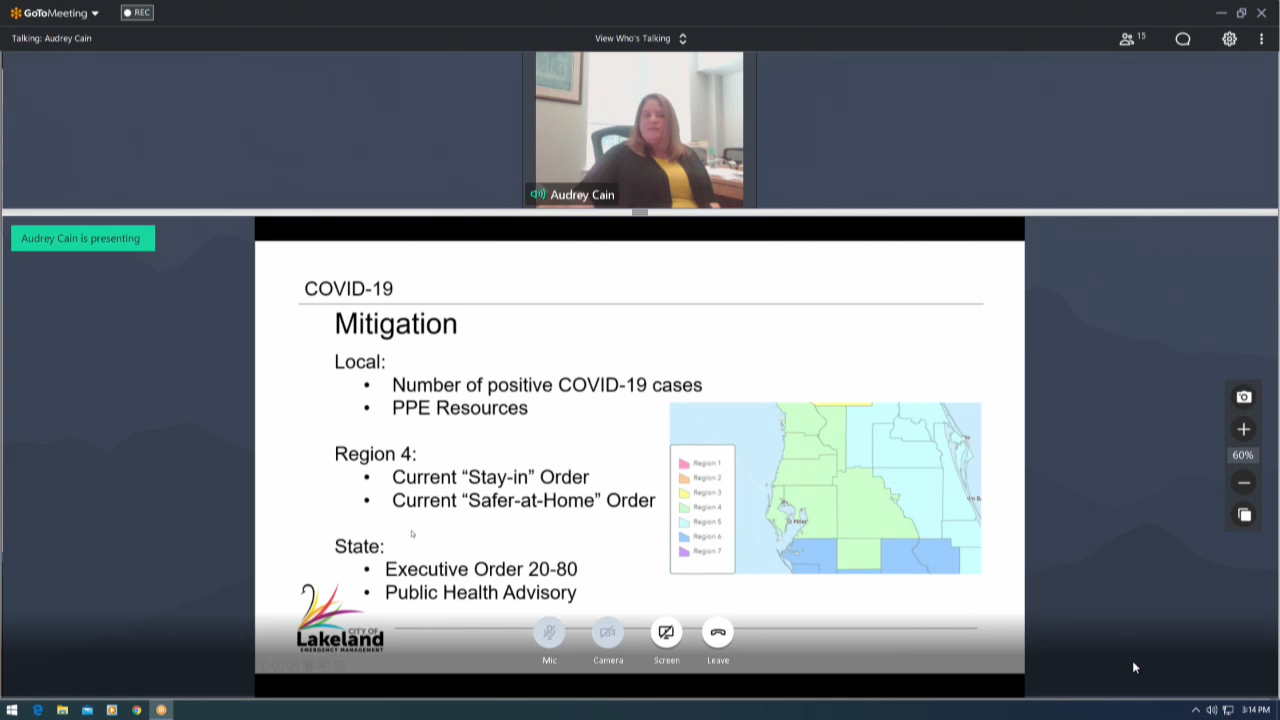 GoToMeeting
REC
Talking: Audrey Cain
View Who's Talking
15
Audrey Cain
Audrey Cain is presenting
COVID-19
Mitigation
Local:
• Number of positive COVID-19 cases
• PPE Resources
Region 4:
• Current “Stay-in” Order
• Current “Safer-at-Home” Order
State:
• Executive Order 20-80
• Public Health Advisory
Region 1
Region 2
Region 3
Region 4
Region 5
Region 6
Region 7
St Peter
60%
CITY OF
Lakeland
EMERGENCY MANAGEMENT
Mic
Camera
Screen
Leave
3:14 PM